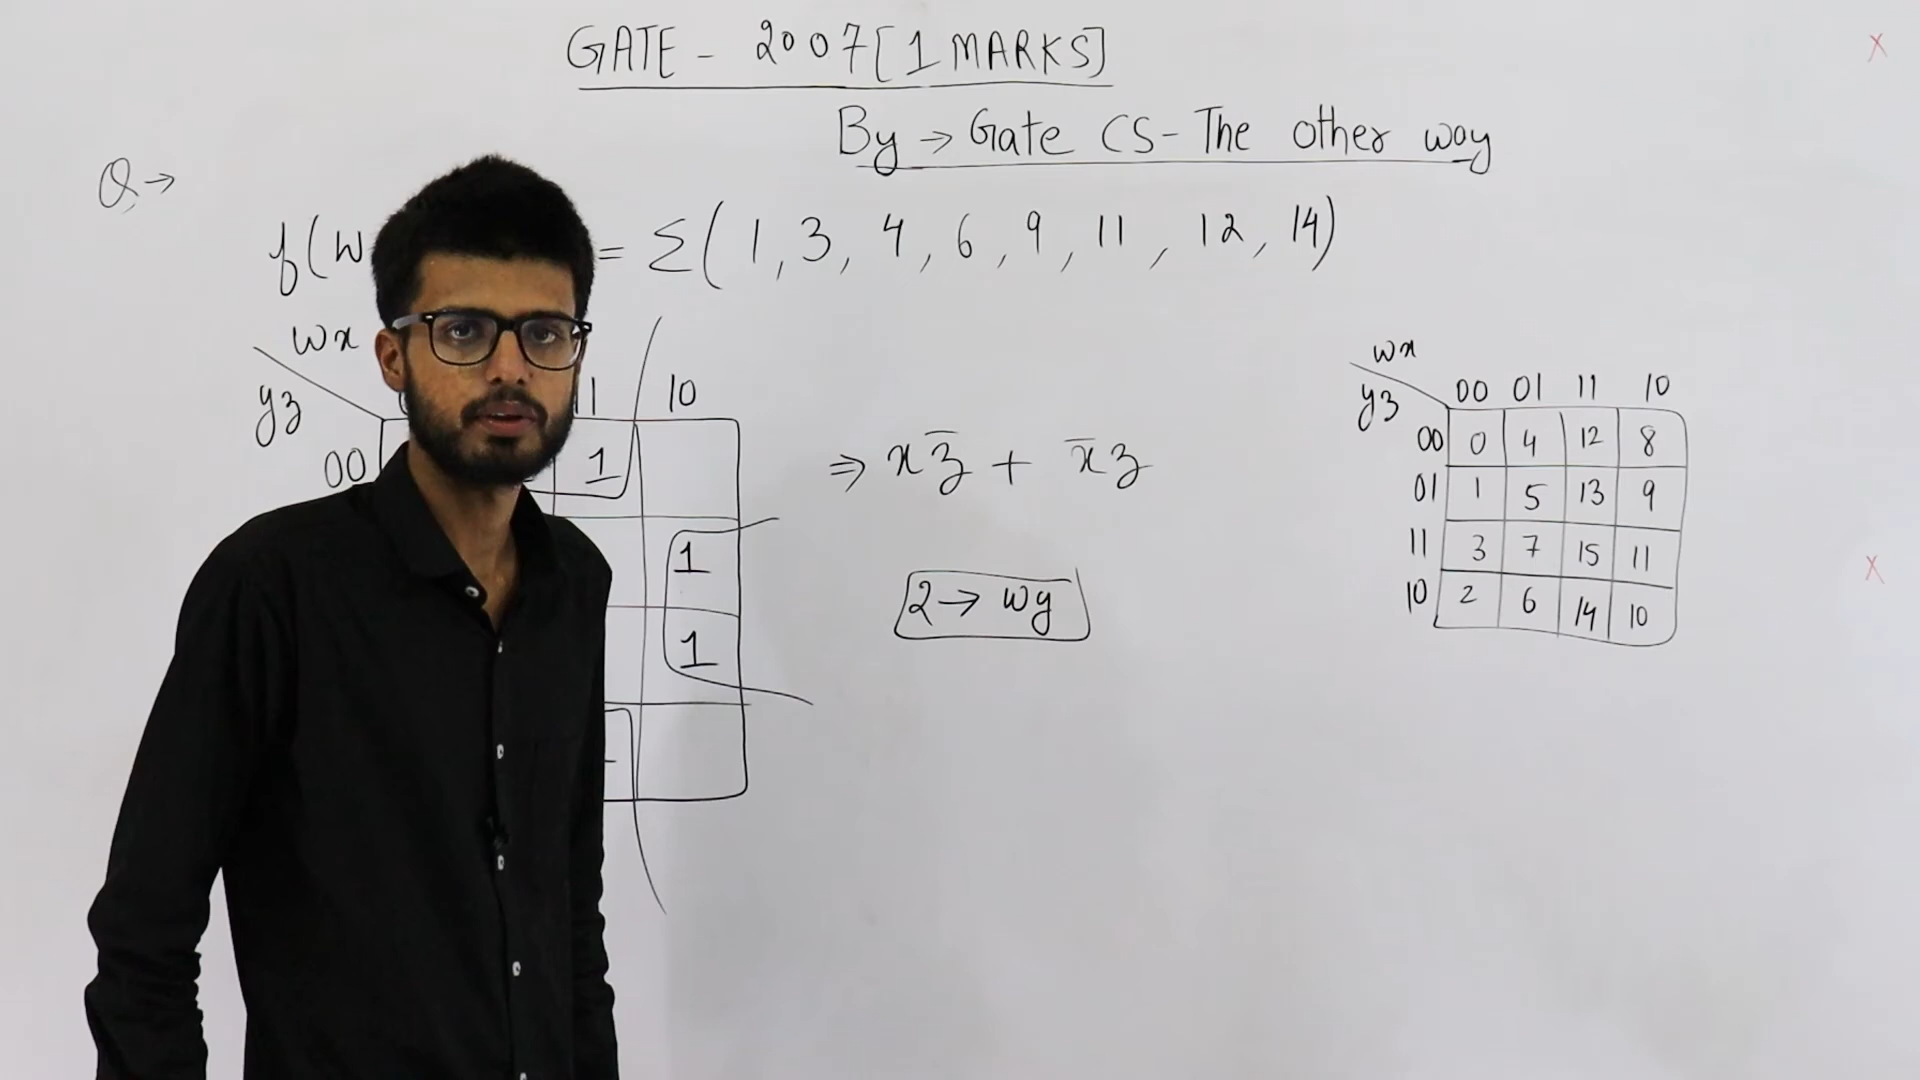 GATE - 2007 [1 MARKS]
By → Gate CS - The other way
Q →
f(w = Σ(1, 3, 4, 6, 9, 11, 12, 14)
wx
yz
1 10
00 1
1
1
⇒ xz̅ + x̅z
2 → wy
wx
yz
00 01 11 10
00 0 4 12 8
01 1 5 13 9
11 3 7 15 11
10 2 6 14 10
X
X